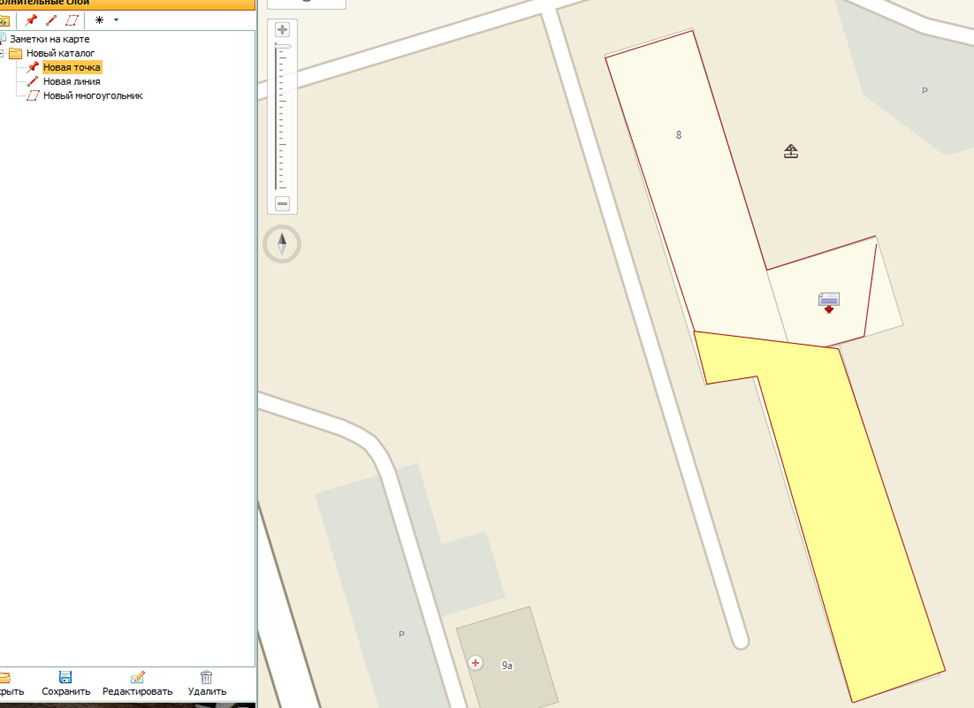 олнительные слои
Заметки на карте
Новый каталог
Новая точка
Новая линия
Новый многоугольник
8
P
P
9а
крыть Сохранить Редактировать Удалить